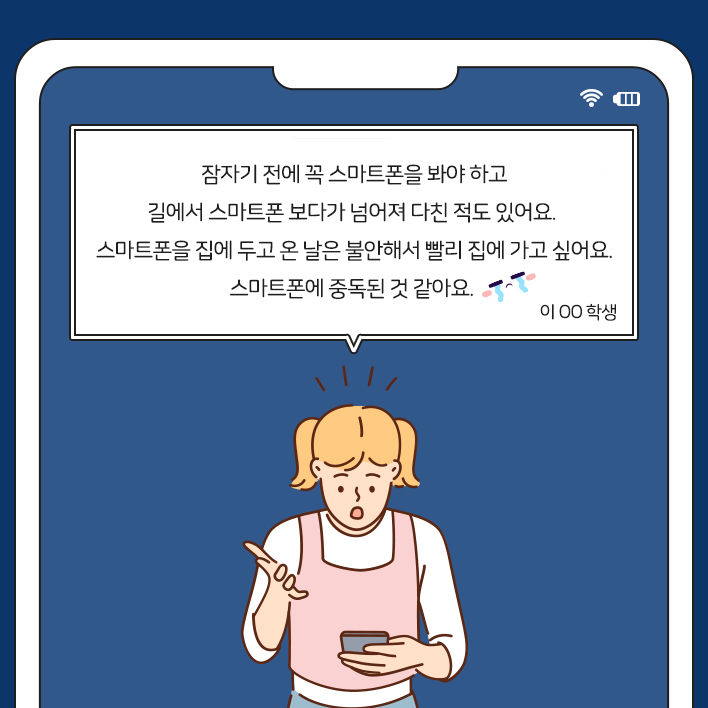 잠자기 전에 꼭 스마트폰을 봐야 하고
길에서 스마트폰 보다가 넘어져 다친 적도 있어요.
스마트폰을 집에 두고 온 날은 불안해서 빨리 집에 가고 싶어요.
스마트폰에 중독된 것 같아요.
이 OO 학생